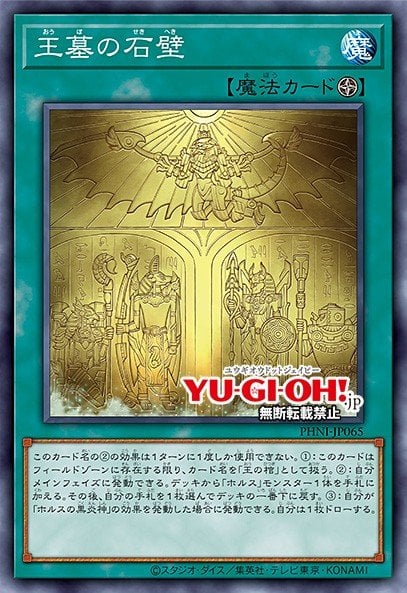 おう ぼ せき へき
王墓の石壁
魔
まほう
【魔法カード】
ユウギオウドットジェイピー
YU-GI-OH!.jp
無断転載禁止
PHNI-JP065
このカード名の②の効果は1ターンに1度しか使用できない。①:このカードは
フィールドゾーンに存在する限り、カード名を「王の棺」として扱う。②:自分
メインフェイズに発動できる。デッキから「ホルス」モンスター1体を手札に
加える。その後、自分の手札を1枚選んでデッキの一番下に戻す。③:自分が
「ホルスの黒炎神」の効果を発動した場合に発動できる。自分は1枚ドローする。
©スタジオ・ダイス/集英社・テレビ東京・KONAMI